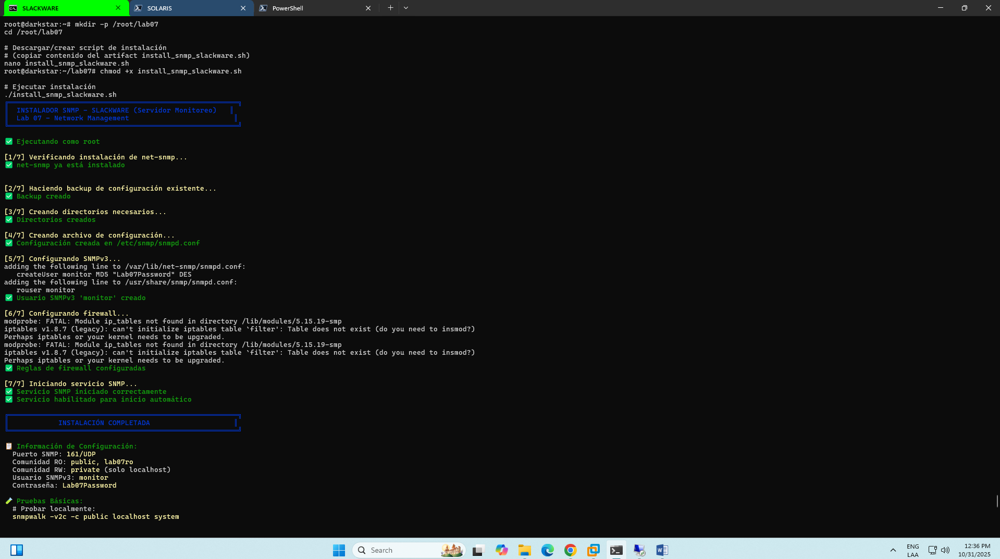 SLACKWARE
SOLARIS
PowerShell
root@darkstar:~# mkdir -p /root/lab07
cd /root/lab07
# Descargar/crear script de instalación
# (copiar contenido del artifact install_snmp_slackware.sh)
nano install_snmp_slackware.sh
root@darkstar:~/lab07# chmod +x install_snmp_slackware.sh
# Ejecutar instalación
./install_snmp_slackware.sh
INSTALADOR SNMP - SLACKWARE (Servidor Monitoreo)
Lab 07 - Network Management
✅ Ejecutando como root
[1/7] Verificando instalación de net-snmp...
✅ net-snmp ya está instalado
[2/7] Haciendo backup de configuración existente...
✅ Backup creado
[3/7] Creando directorios necesarios...
✅ Directorios creados
[4/7] Creando archivo de configuración...
✅ Configuración creada en /etc/snmp/snmpd.conf
[5/7] Configurando SNMPv3...
adding the following line to /var/lib/net-snmp/snmpd.conf:
createUser monitor MD5 "Lab07Password" DES
adding the following line to /usr/share/snmp/snmpd.conf:
rouser monitor
✅ Usuario SNMPv3 'monitor' creado
[6/7] Configurando firewall...
modprobe: FATAL: Module ip_tables not found in directory /lib/modules/5.15.19-smp
iptables v1.8.7 (legacy): can't initialize iptables table `filter': Table does not exist (do you need to insmod?)
Perhaps iptables or your kernel needs to be upgraded.
modprobe: FATAL: Module ip_tables not found in directory /lib/modules/5.15.19-smp
iptables v1.8.7 (legacy): can't initialize iptables table `filter': Table does not exist (do you need to insmod?)
Perhaps iptables or your kernel needs to be upgraded.
✅ Reglas de firewall configuradas
[7/7] Iniciando servicio SNMP...
✅ Servicio SNMP iniciado correctamente
✅ Servicio habilitado para inicio automático
INSTALACIÓN COMPLETADA
📋 Información de Configuración:
Puerto SNMP: 161/UDP
Comunidad RO: public, lab07ro
Comunidad RW: private (solo localhost)
Usuario SNMPv3: monitor
Contraseña: Lab07Password
🧪 Pruebas Básicas:
# Probar localmente:
snmpwalk -v2c -c public localhost system
Search
ENG
LAA
12:36 PM
10/31/2025